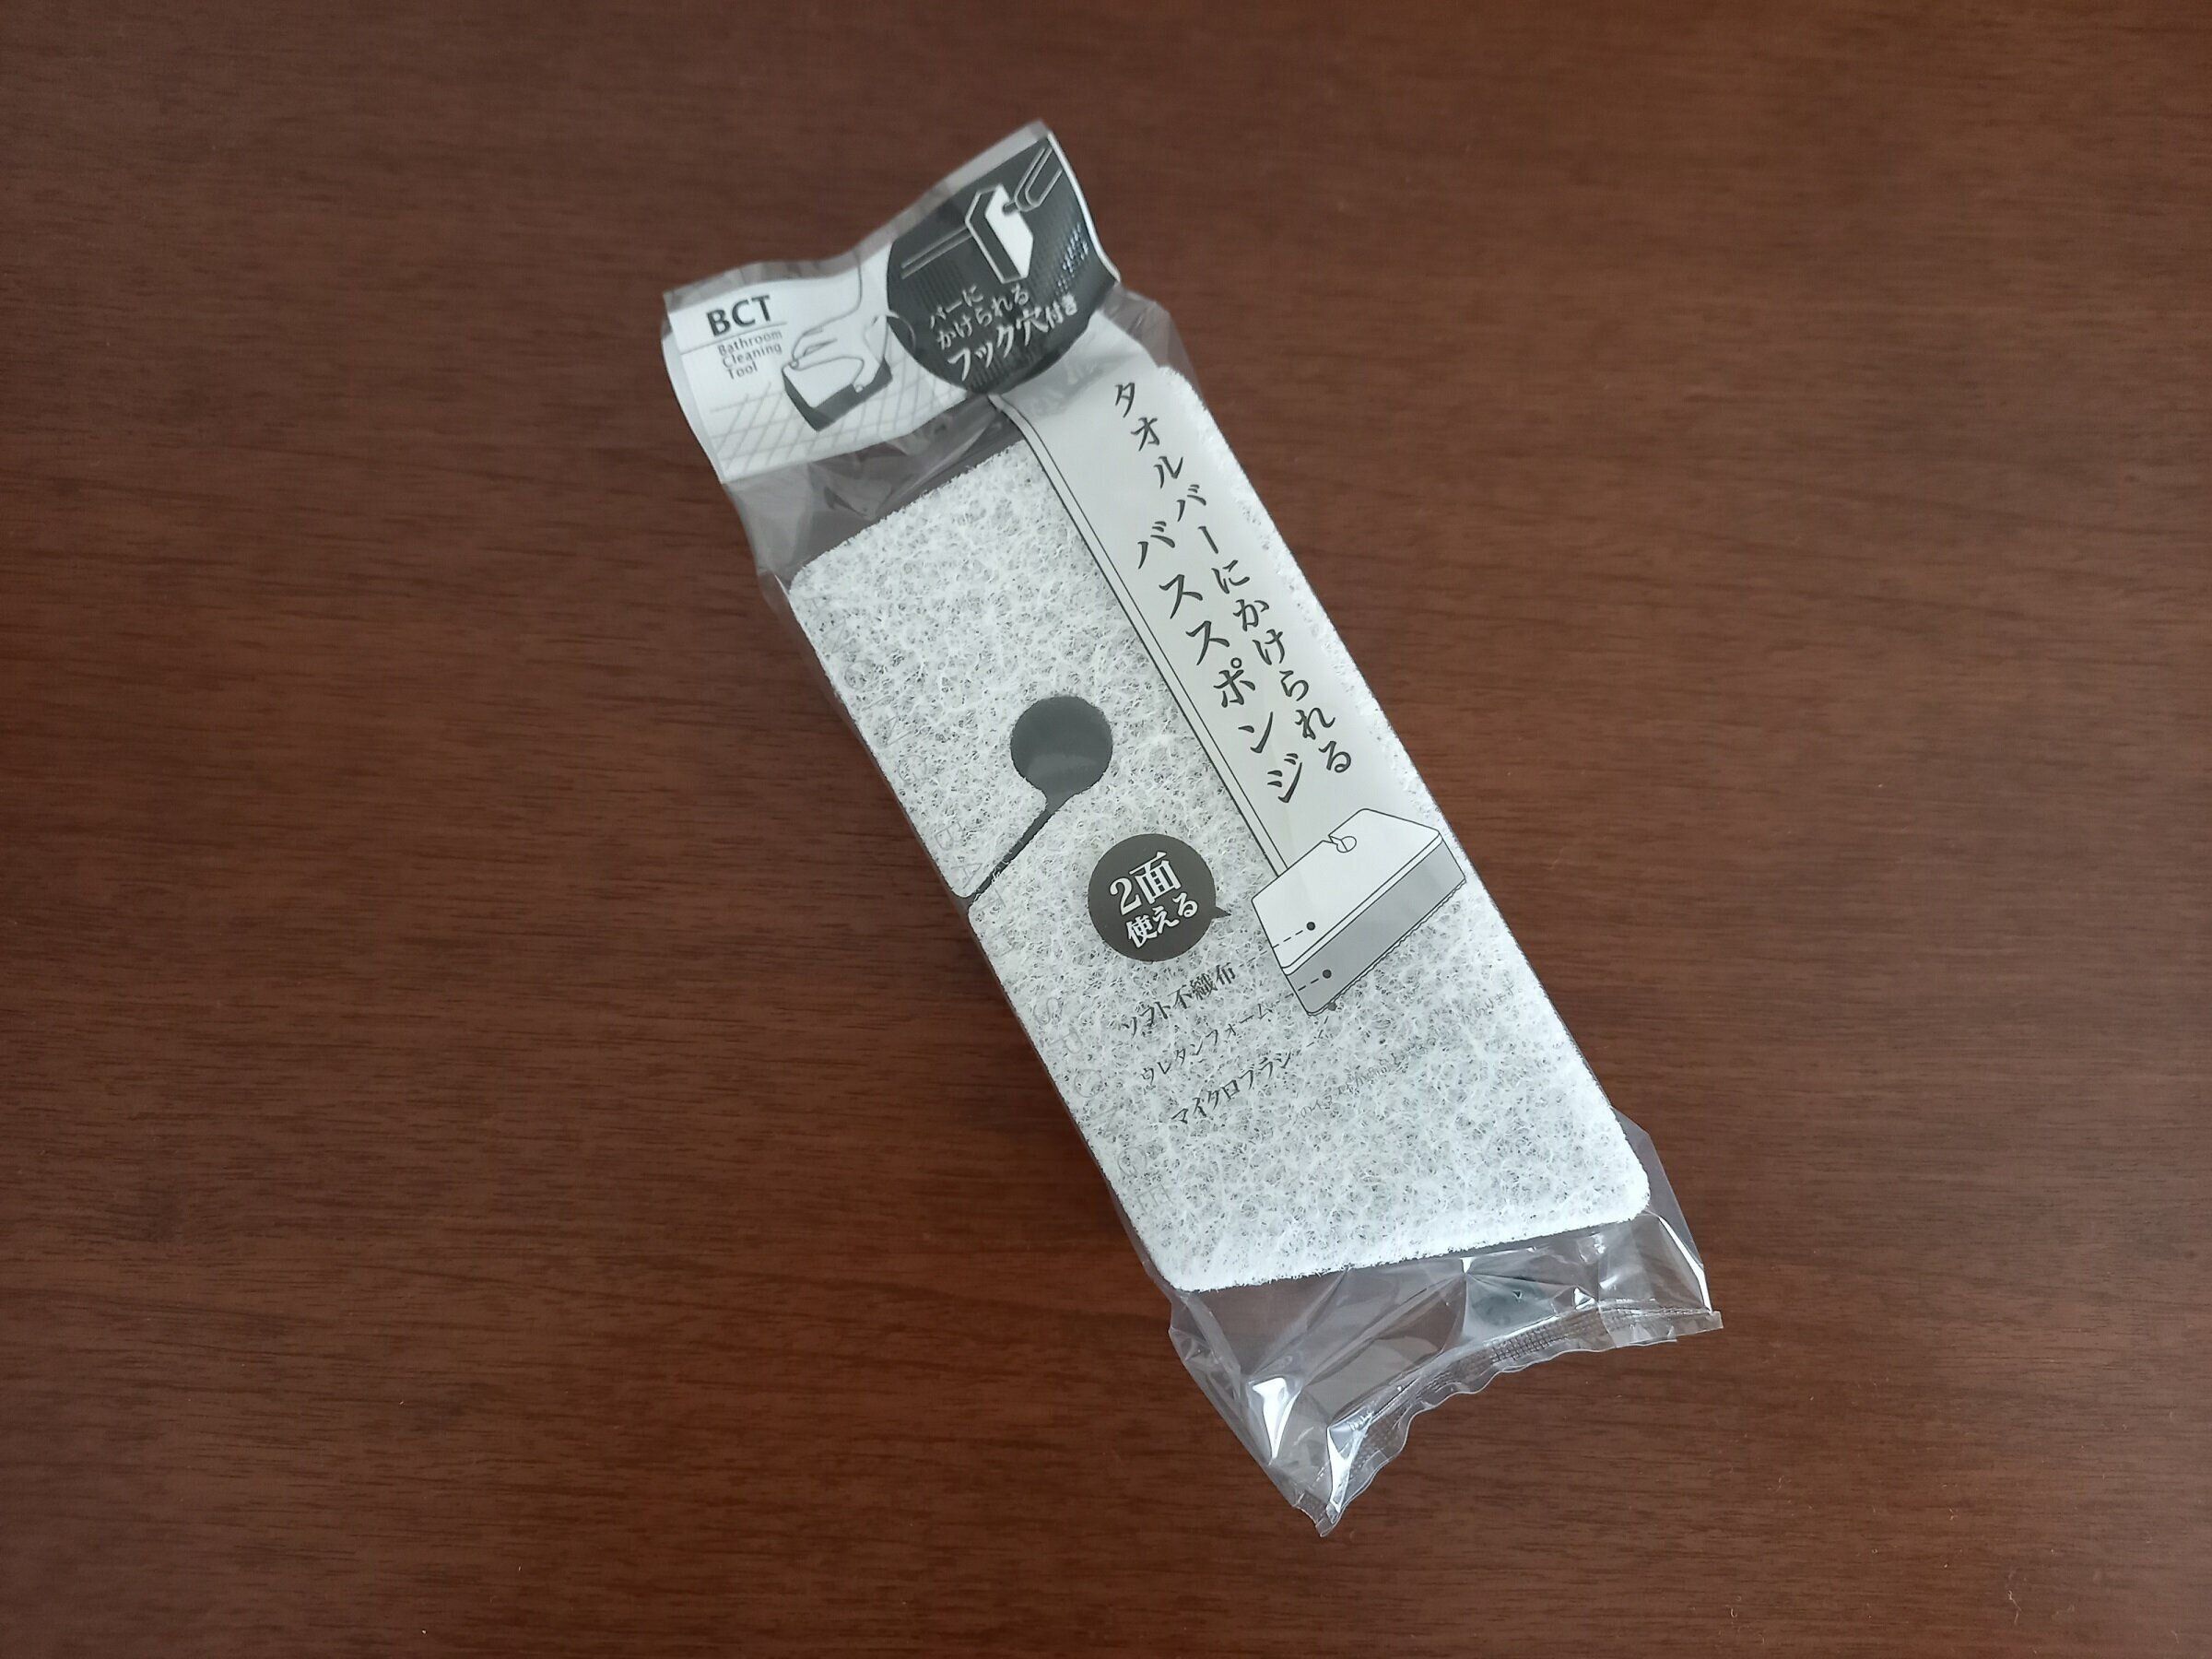 BCT
Bathroom
Cleaning
Tool
バーに
かけられる
フック穴付き
タオルバーにかけられる
バススポンジ
2面
使える
ソフト不織布
ウレタンフォーム
マイクロブラシ